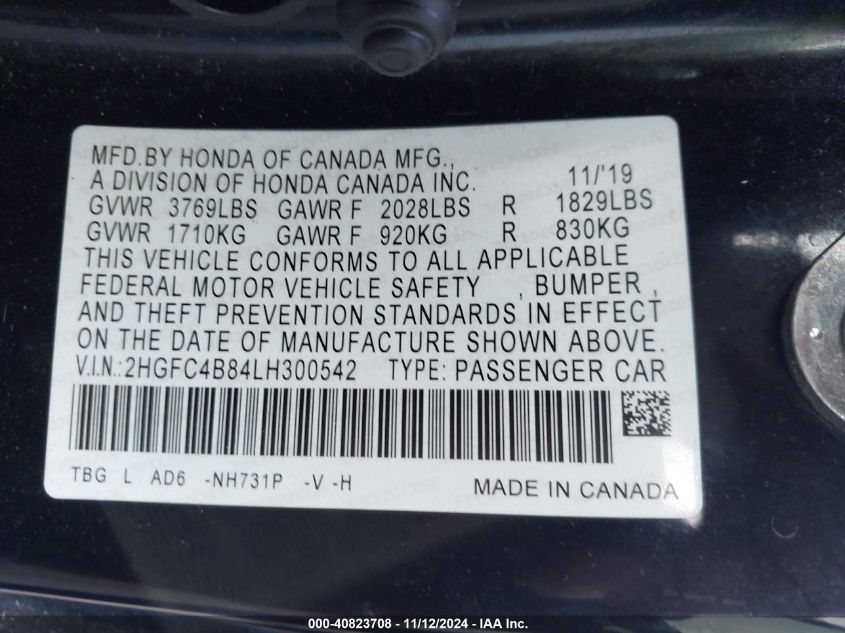 MFD.BY HONDA OF CANADA MFG.,
A DIVISION OF HONDA CANADA INC. 11/'19
GVWR 3769LBS GAWR F 2028LBS R 1829LBS
GVWR 1710KG GAWR F 920KG R 830KG
THIS VEHICLE CONFORMS TO ALL APPLICABLE
FEDERAL MOTOR VEHICLE SAFETY , BUMPER ,
AND THEFT PREVENTION STANDARDS IN EFFECT
ON THE DATE OF MANUFACTURE SHOWN ABOVE.
V.I.N.:2HGFC4B84LH300542 TYPE: PASSENGER CAR
TBG L AD6 -NH731P -V -H MADE IN CANADA
000-40823708 - 11/12/2024 - IAA Inc.